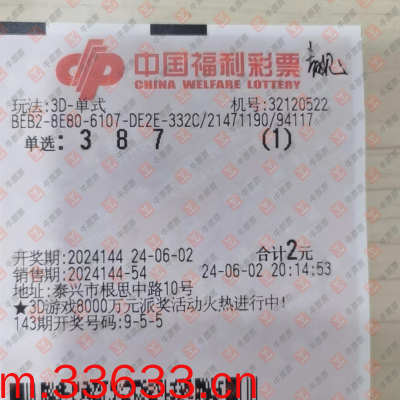 中国福利彩票
CHINA WELFARE LOTTERY
玩法:3D-单式 机号:32120522
BEB2-8E80-6107-DE2E-332C/21471190/94117
单选: 3 8 7 (1)
开奖期:2024144 24-06-02 合计2元
销售期:2024144-54 24-06-02 20:14:53
地址:泰兴市根思中路10号
★3D游戏8000万元派奖活动火热进行中!
143期开奖号码:9-5-5
m.33633.cn